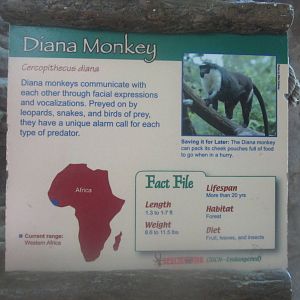 Diana Monkey
Cercopithecus diana
Diana monkeys communicate with
each other through facial expressions
and vocalizations. Preyed on by
leopards, snakes, and birds of prey,
they have a unique alarm call for each
type of predator.
Saving it for Later: The Diana monkey
can pack its cheek pouches full of food
to go when in a hurry.
Africa
Current range:
Western Africa
Fact File
Length
1.3 to 1-7 ft
Weight
8.8 to 11.5 lbs
Lifespan
More than 20 yrs
Habitat
Forest
Diet
Fruit, leaves, and insects
(IUCN-Endangered)